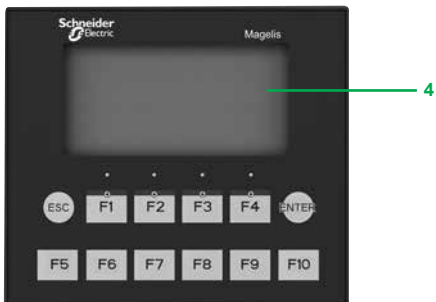 Schneider
Electric
Magelis
4
ESC F1 F2 F3 F4 ENTER
F5 F6 F7 F8 F9 F10